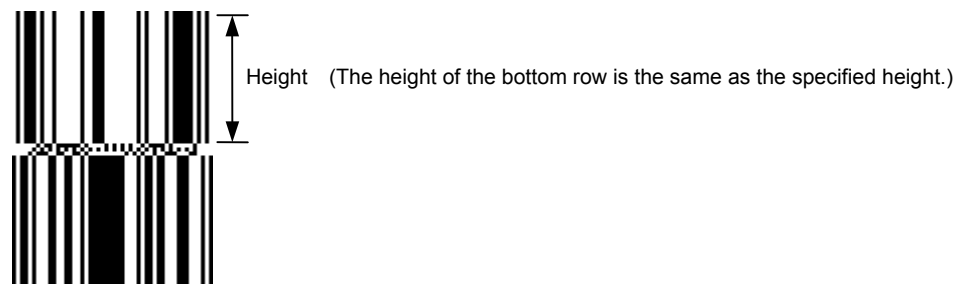 Height (The height of the bottom row is the same as the specified height.)